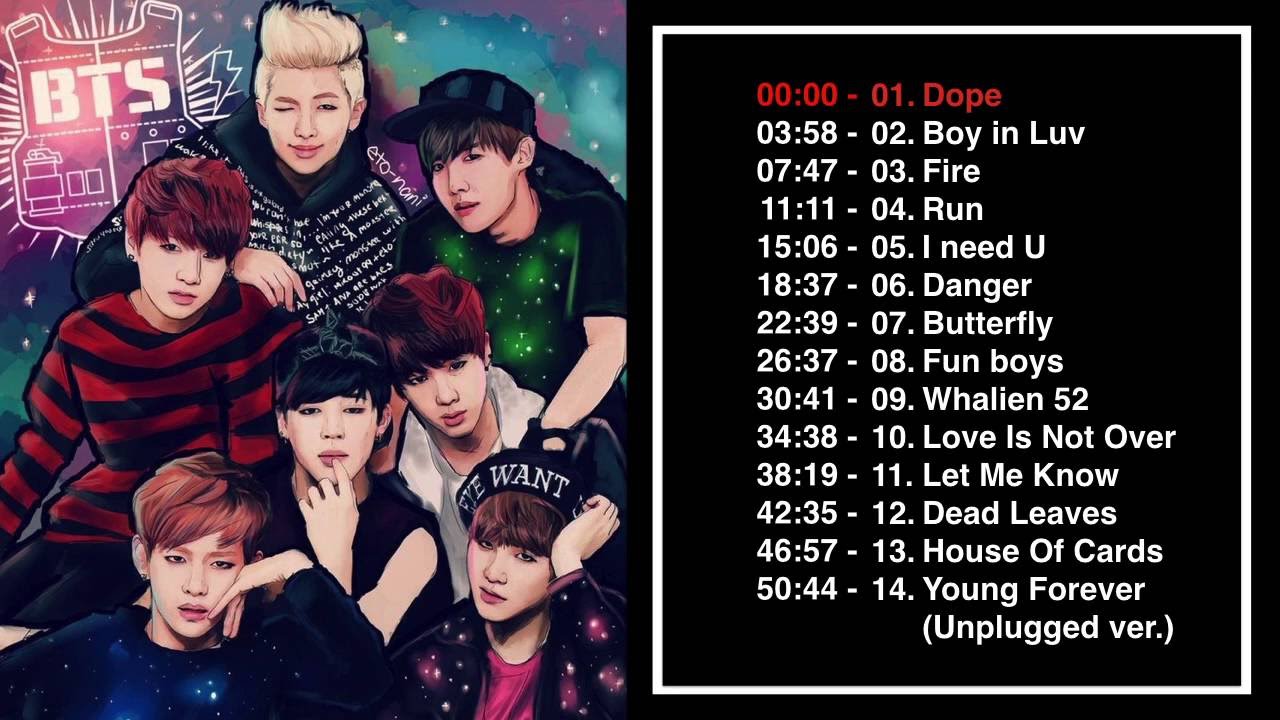 BTS
eto-nani
E WANT
00:00 - 01. Dope
03:58 - 02. Boy in Luv
07:47 - 03. Fire
11:11 - 04. Run
15:06 - 05. I need U
18:37 - 06. Danger
22:39 - 07. Butterfly
26:37 - 08. Fun boys
30:41 - 09. Whalien 52
34:38 - 10. Love Is Not Over
38:19 - 11. Let Me Know
42:35 - 12. Dead Leaves
46:57 - 13. House Of Cards
50:44 - 14. Young Forever
(Unplugged ver.)